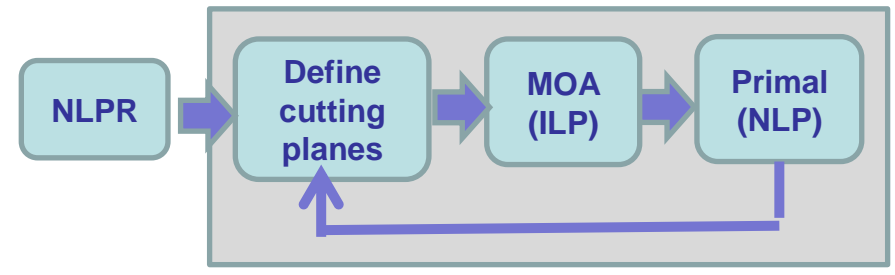 NLPR
Define
cutting
planes
MOA
(ILP)
Primal
(NLP)